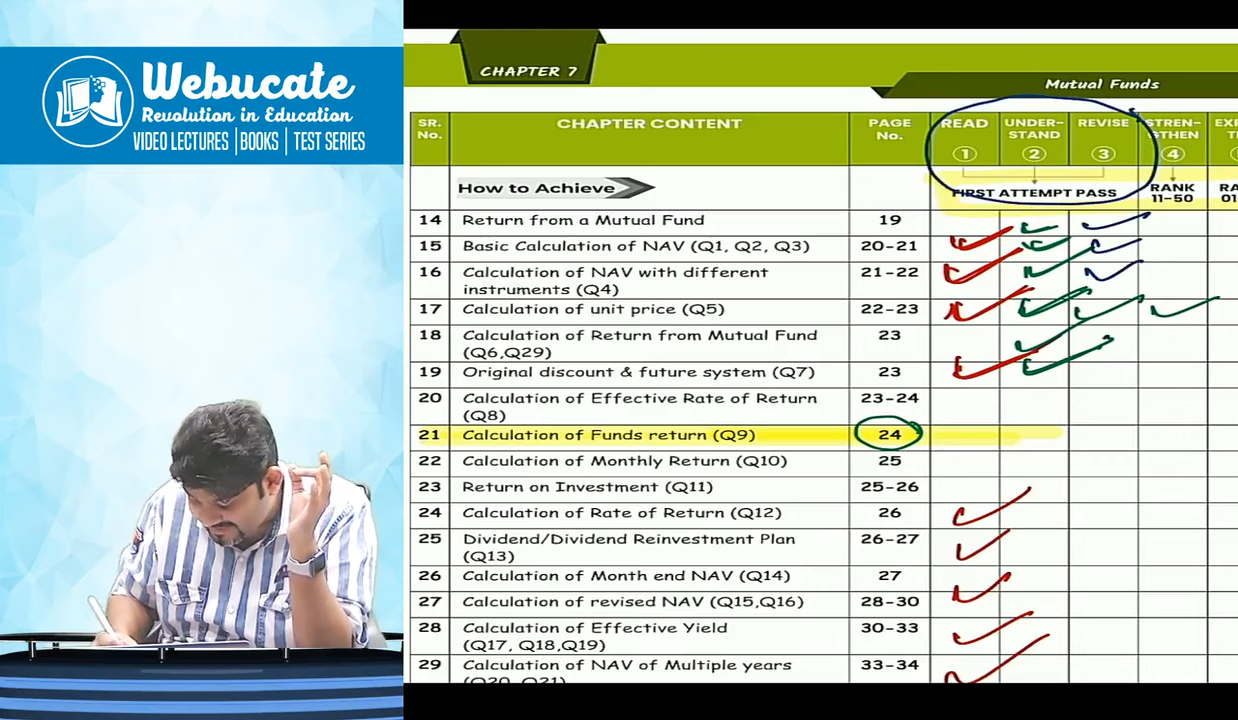 Webucate
Revolution in Education
VIDEO LECTURES | BOOKS | TEST SERIES
CHAPTER 7
Mutual Funds
SR. No. CHAPTER CONTENT PAGE No. READ 1 UNDER-STAND 2 REVISE 3 STREN-GTHEN 4
How to Achieve FIRST ATTEMPT PASS RANK 11-50
14 Return from a Mutual Fund 19
15 Basic Calculation of NAV (Q1, Q2, Q3) 20-21
16 Calculation of NAV with different 21-22
instruments (Q4)
17 Calculation of unit price (Q5) 22-23
18 Calculation of Return from Mutual Fund 23
(Q6,Q29)
19 Original discount & future system (Q7) 23
20 Calculation of Effective Rate of Return 23-24
(Q8)
21 Calculation of Funds return (Q9) 24
22 Calculation of Monthly Return (Q10) 25
23 Return on Investment (Q11) 25-26
24 Calculation of Rate of Return (Q12) 26
25 Dividend/Dividend Reinvestment Plan 26-27
(Q13)
26 Calculation of Month end NAV (Q14) 27
27 Calculation of revised NAV (Q15,Q16) 28-30
28 Calculation of Effective Yield 30-33
(Q17, Q18,Q19)
29 Calculation of NAV of Multiple years 33-34
(Q20, Q21)